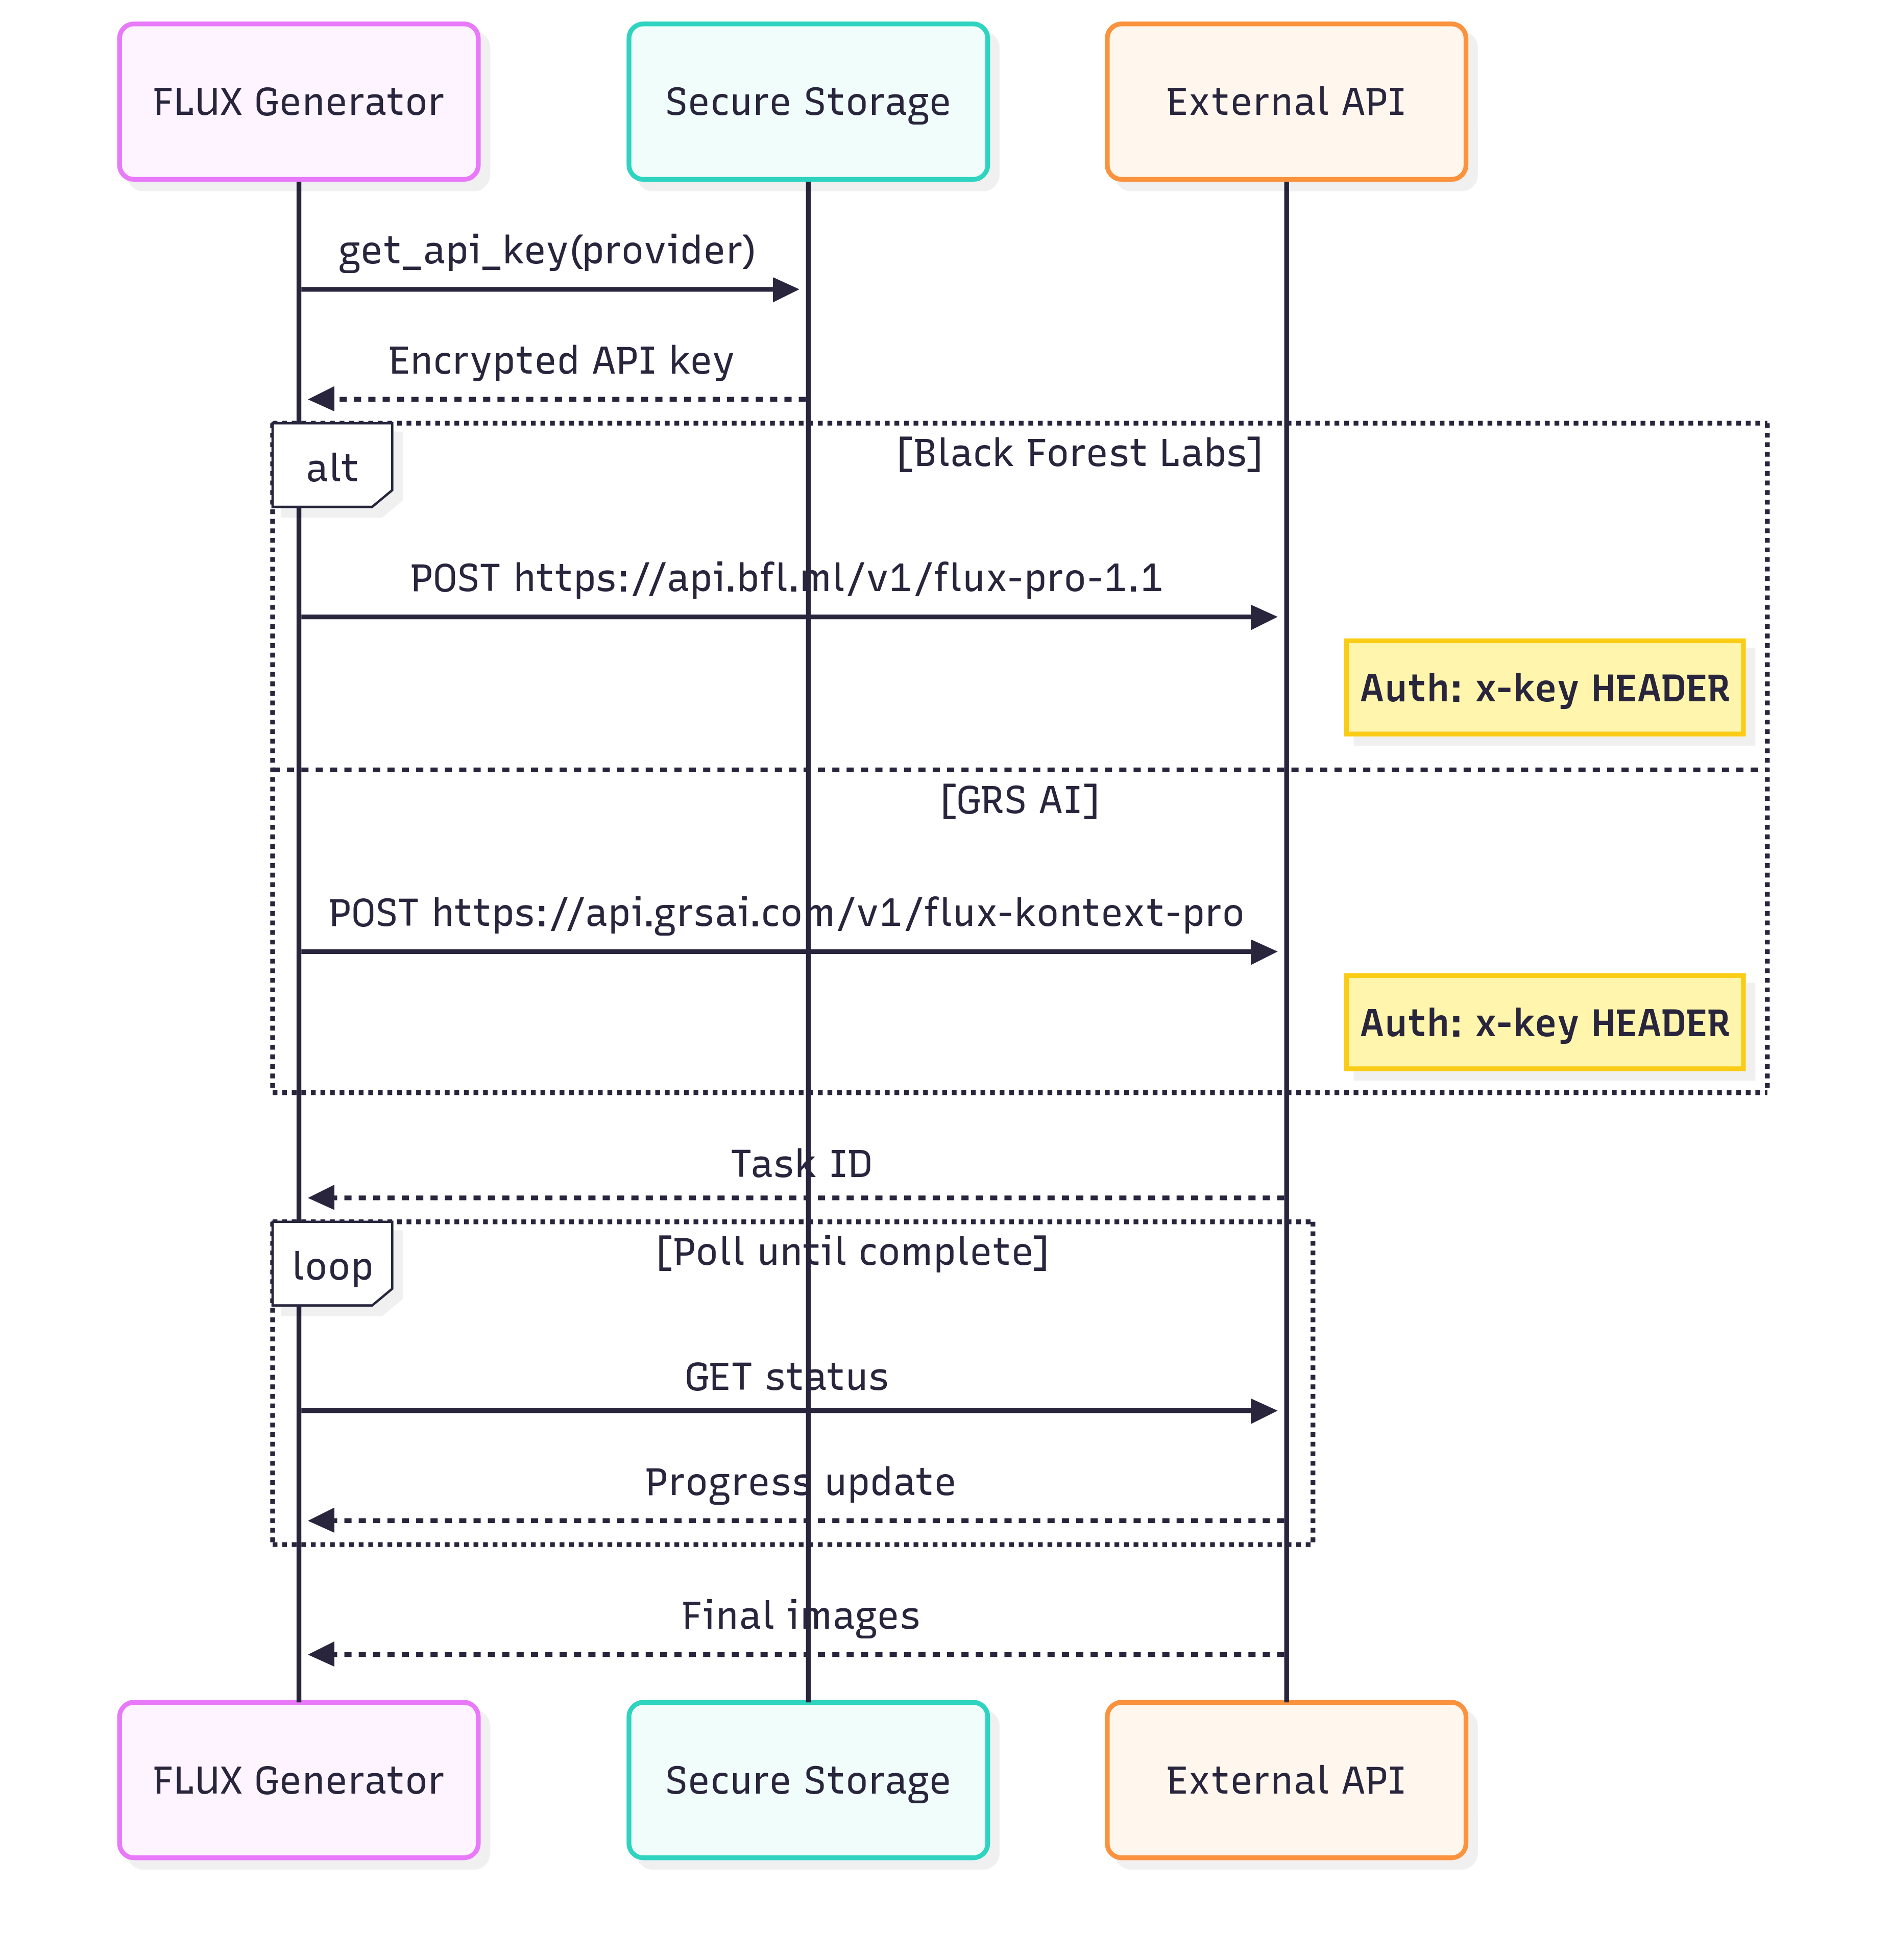 FLUX Generator
Secure Storage
External API
get_api_key(provider)
Encrypted API key
alt
[Black Forest Labs]
POST https://api.bfl.ml/v1/flux-pro-1.1
Auth: x-key HEADER
[GRS AI]
POST https://api.grsai.com/v1/flux-kontext-pro
Auth: x-key HEADER
Task ID
loop
[Poll until complete]
GET status
Progress update
Final images
FLUX Generator
Secure Storage
External API